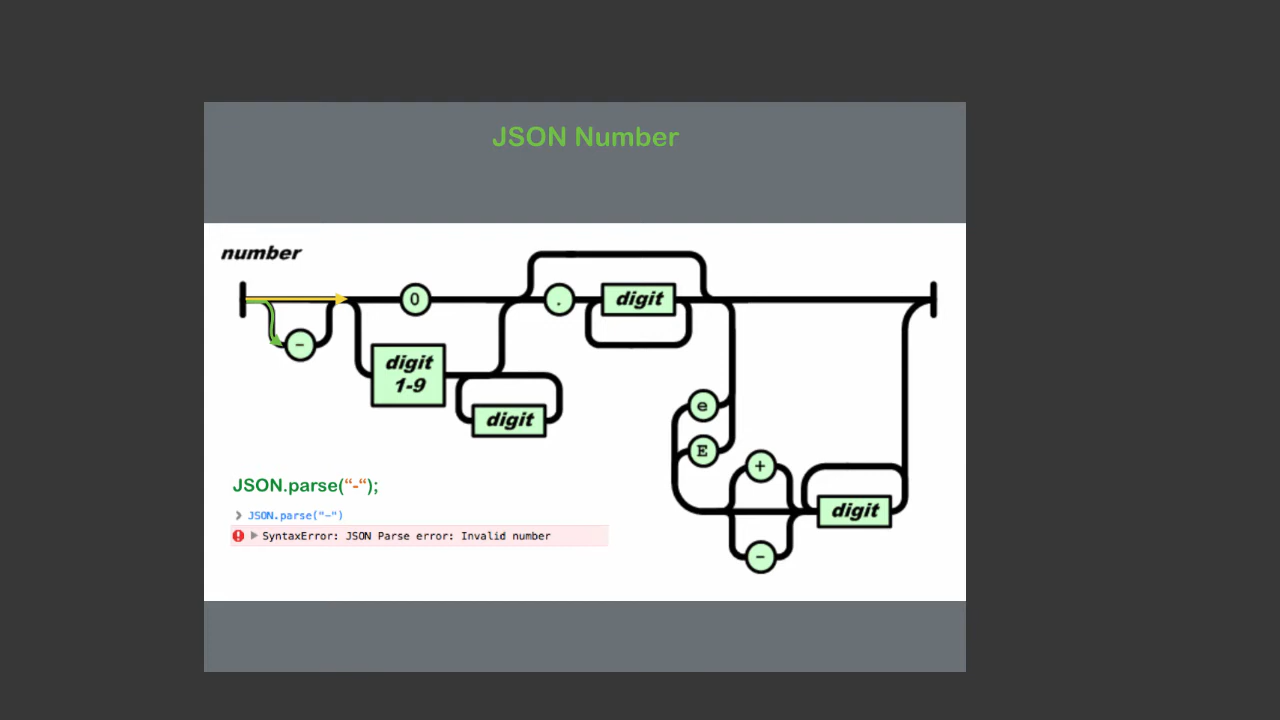 JSON Number
number
0
.
digit
-
digit
1-9
digit
e
E
+
digit
-
JSON.parse(“-“);
JSON.parse("-")
SyntaxError: JSON Parse error: Invalid number